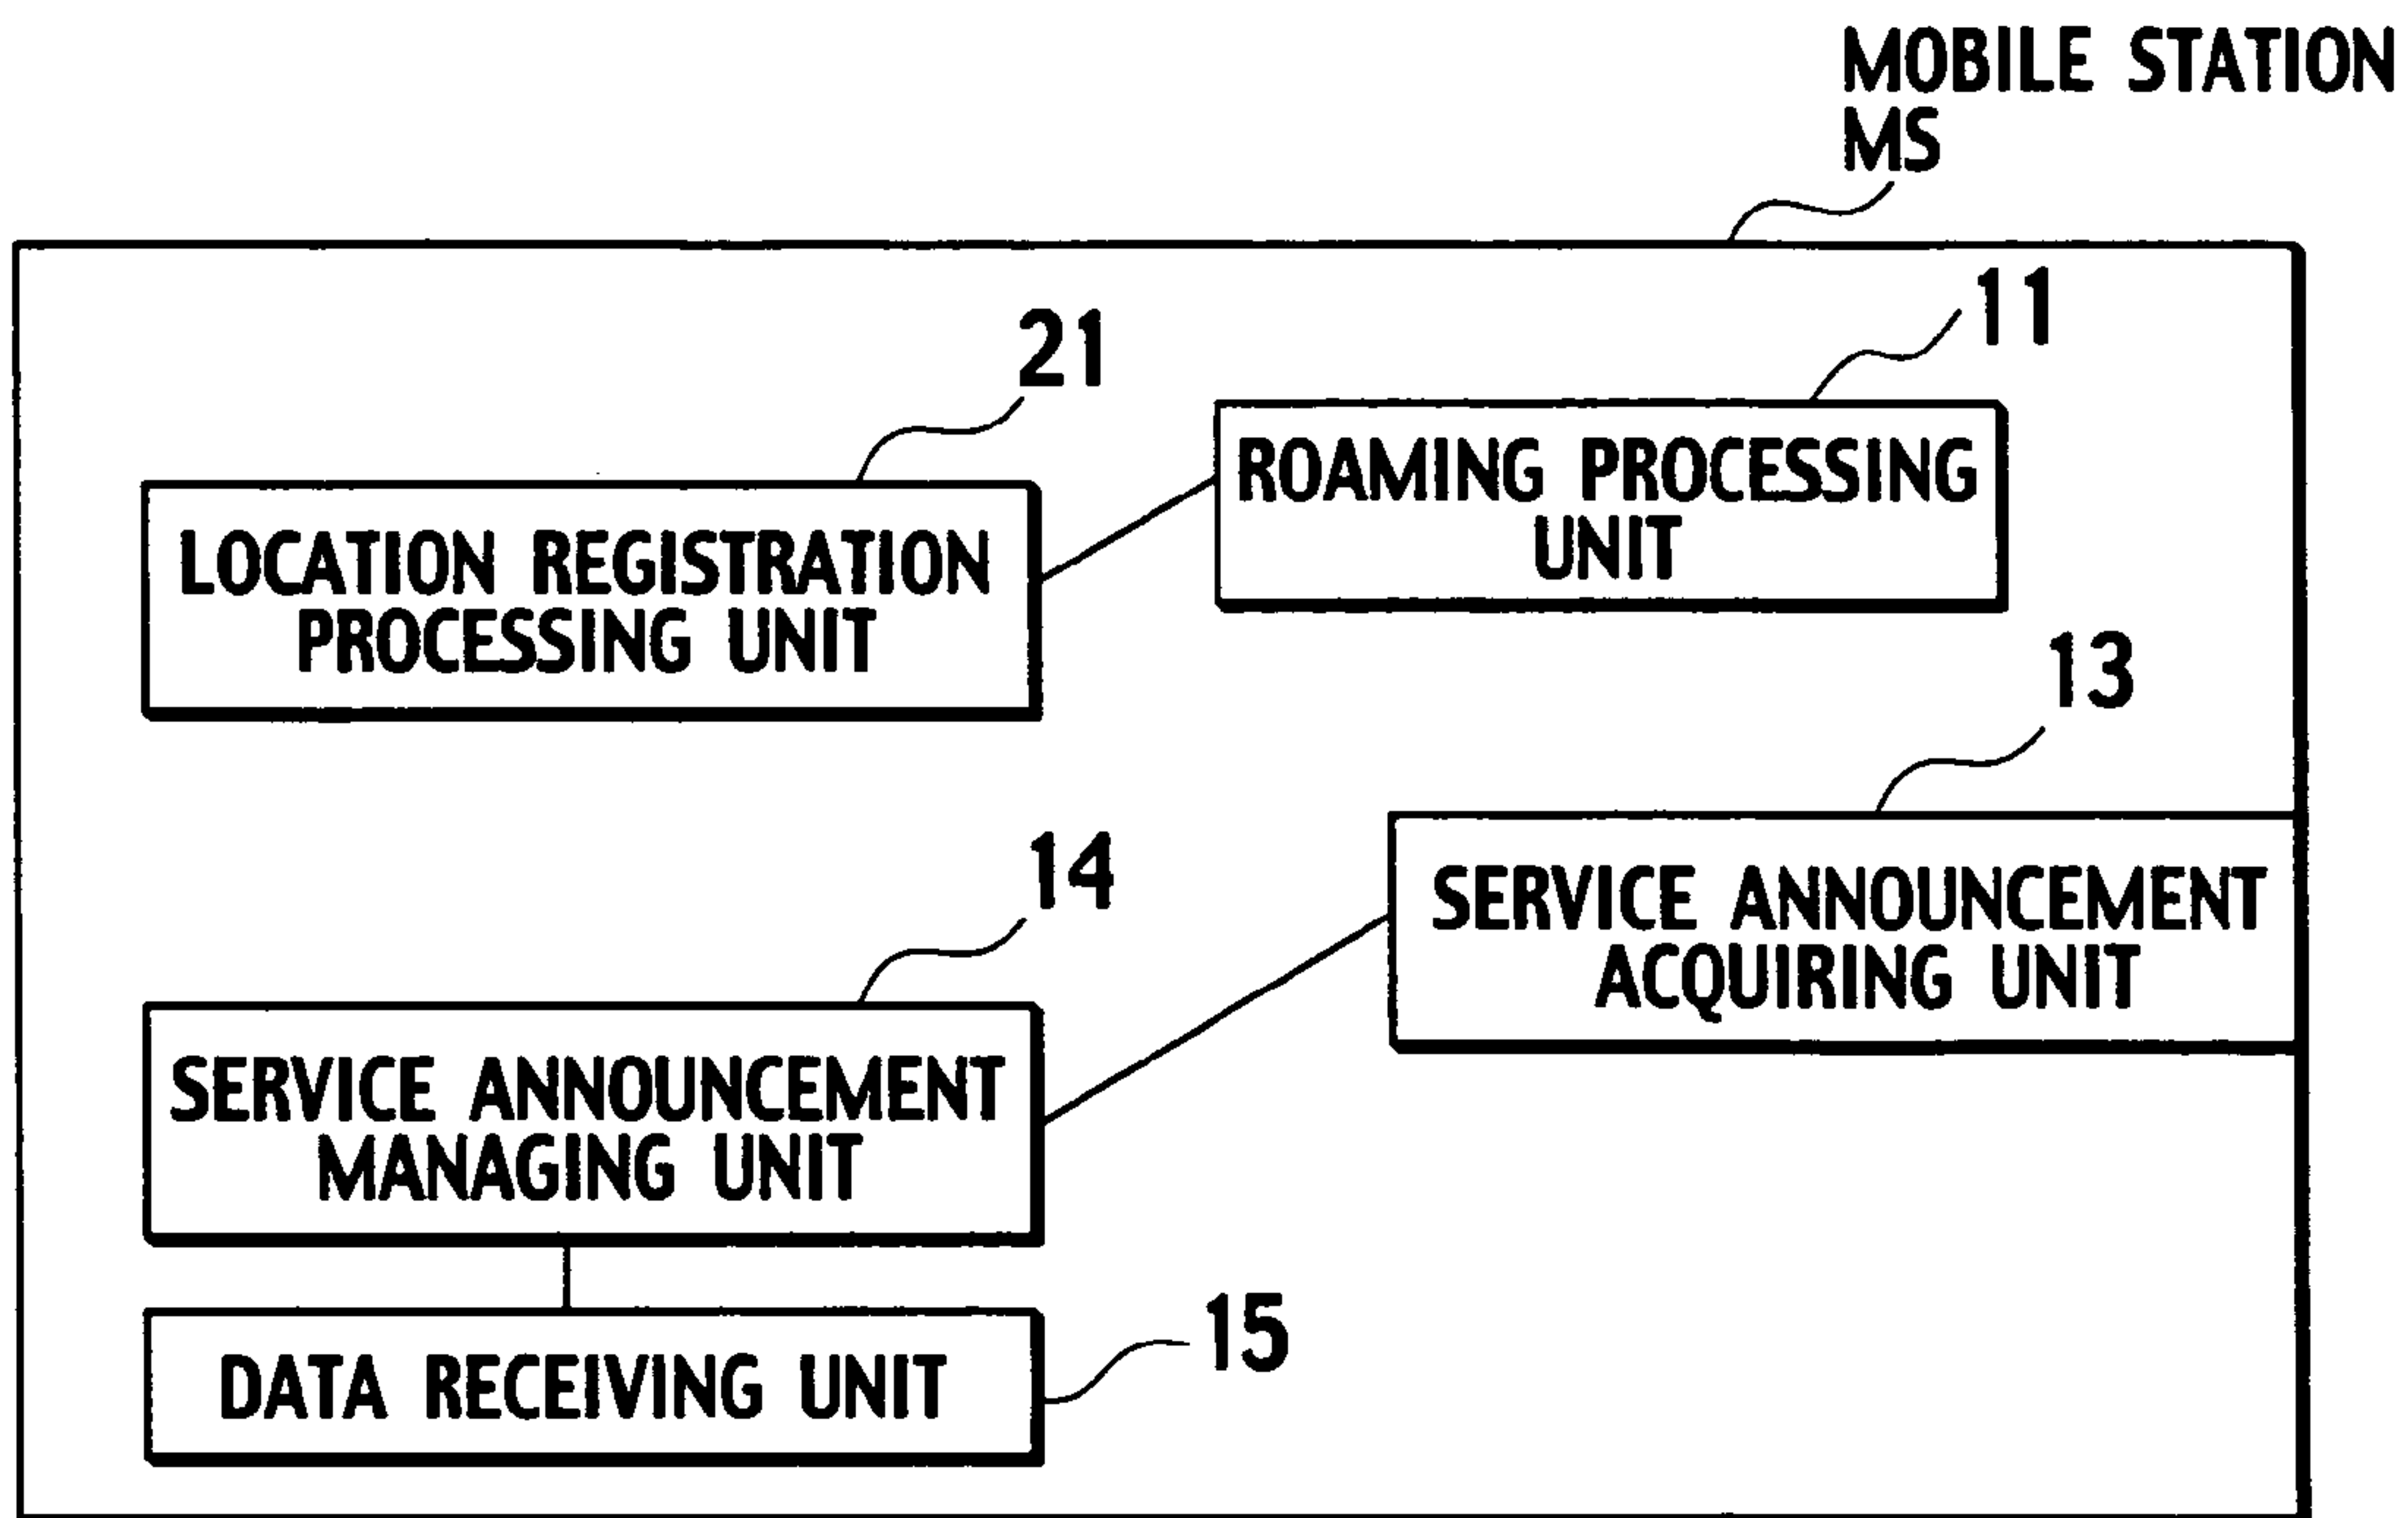 MOBILE STATION
MS
11
21
ROAMING PROCESSING
UNIT
LOCATION REGISTRATION
PROCESSING UNIT
13
14
SERVICE ANNOUNCEMENT
ACQUIRING UNIT
SERVICE ANNOUNCEMENT
MANAGING UNIT
15
DATA RECEIVING UNIT